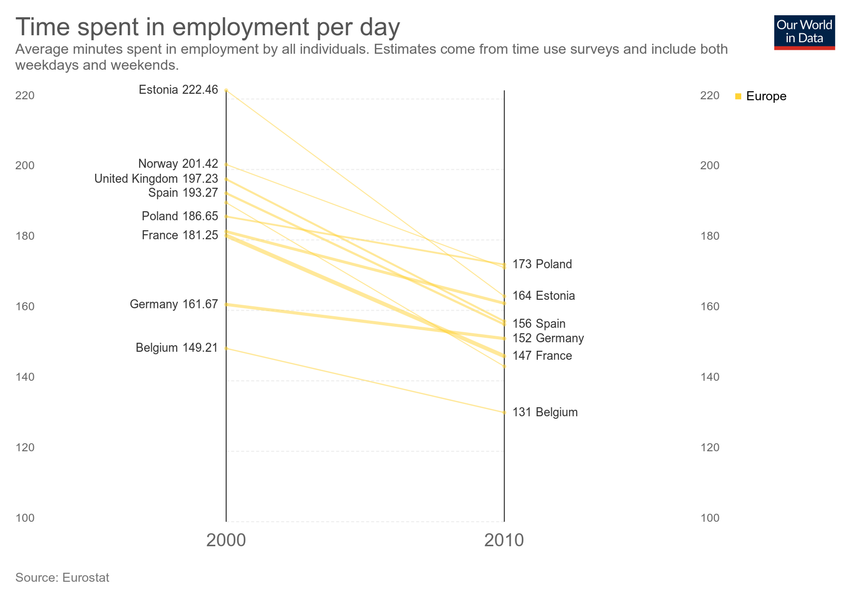 Time spent in employment per day
Our World
in Data
Average minutes spent in employment by all individuals. Estimates come from time use surveys and include both
weekdays and weekends.
Estonia 222.46
220
220
Europe
Norway 201.42
200
200
United Kingdom 197.23
Spain 193.27
Poland 186.65
France 181.25
180
180
173 Poland
164 Estonia
Germany 161.67
160
160
156 Spain
152 Germany
Belgium 149.21
147 France
140
140
131 Belgium
120
120
100
100
2000
2010
Source: Eurostat